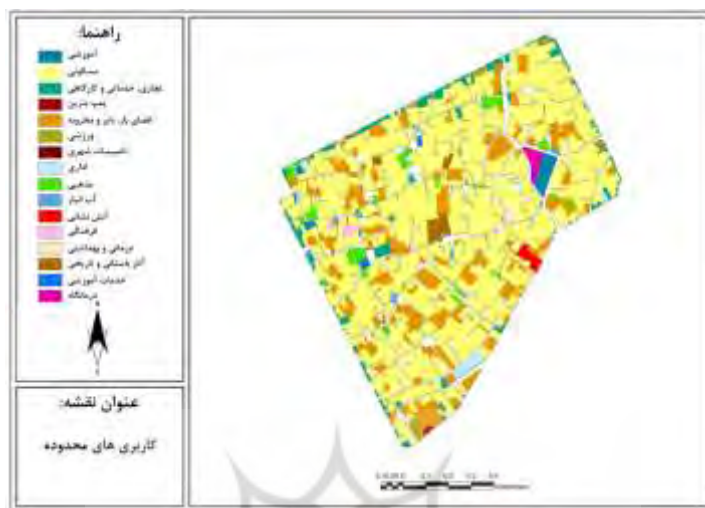 راهنما:
آموزشی
مسکونی
تجاری، خدماتی و کارگاهی
پمپ بنزین
فضای باز، بایر و مخروبه
ورزشی
تاسیسات شهری
اداری
مذهبی
آب انبار
آتش نشانی
فرهنگی
درمانی و بهداشتی
آثار باستانی و تاریخی
خدمات آموزشی
درمانگاه
عنوان نقشه:
کاربری های محدوده